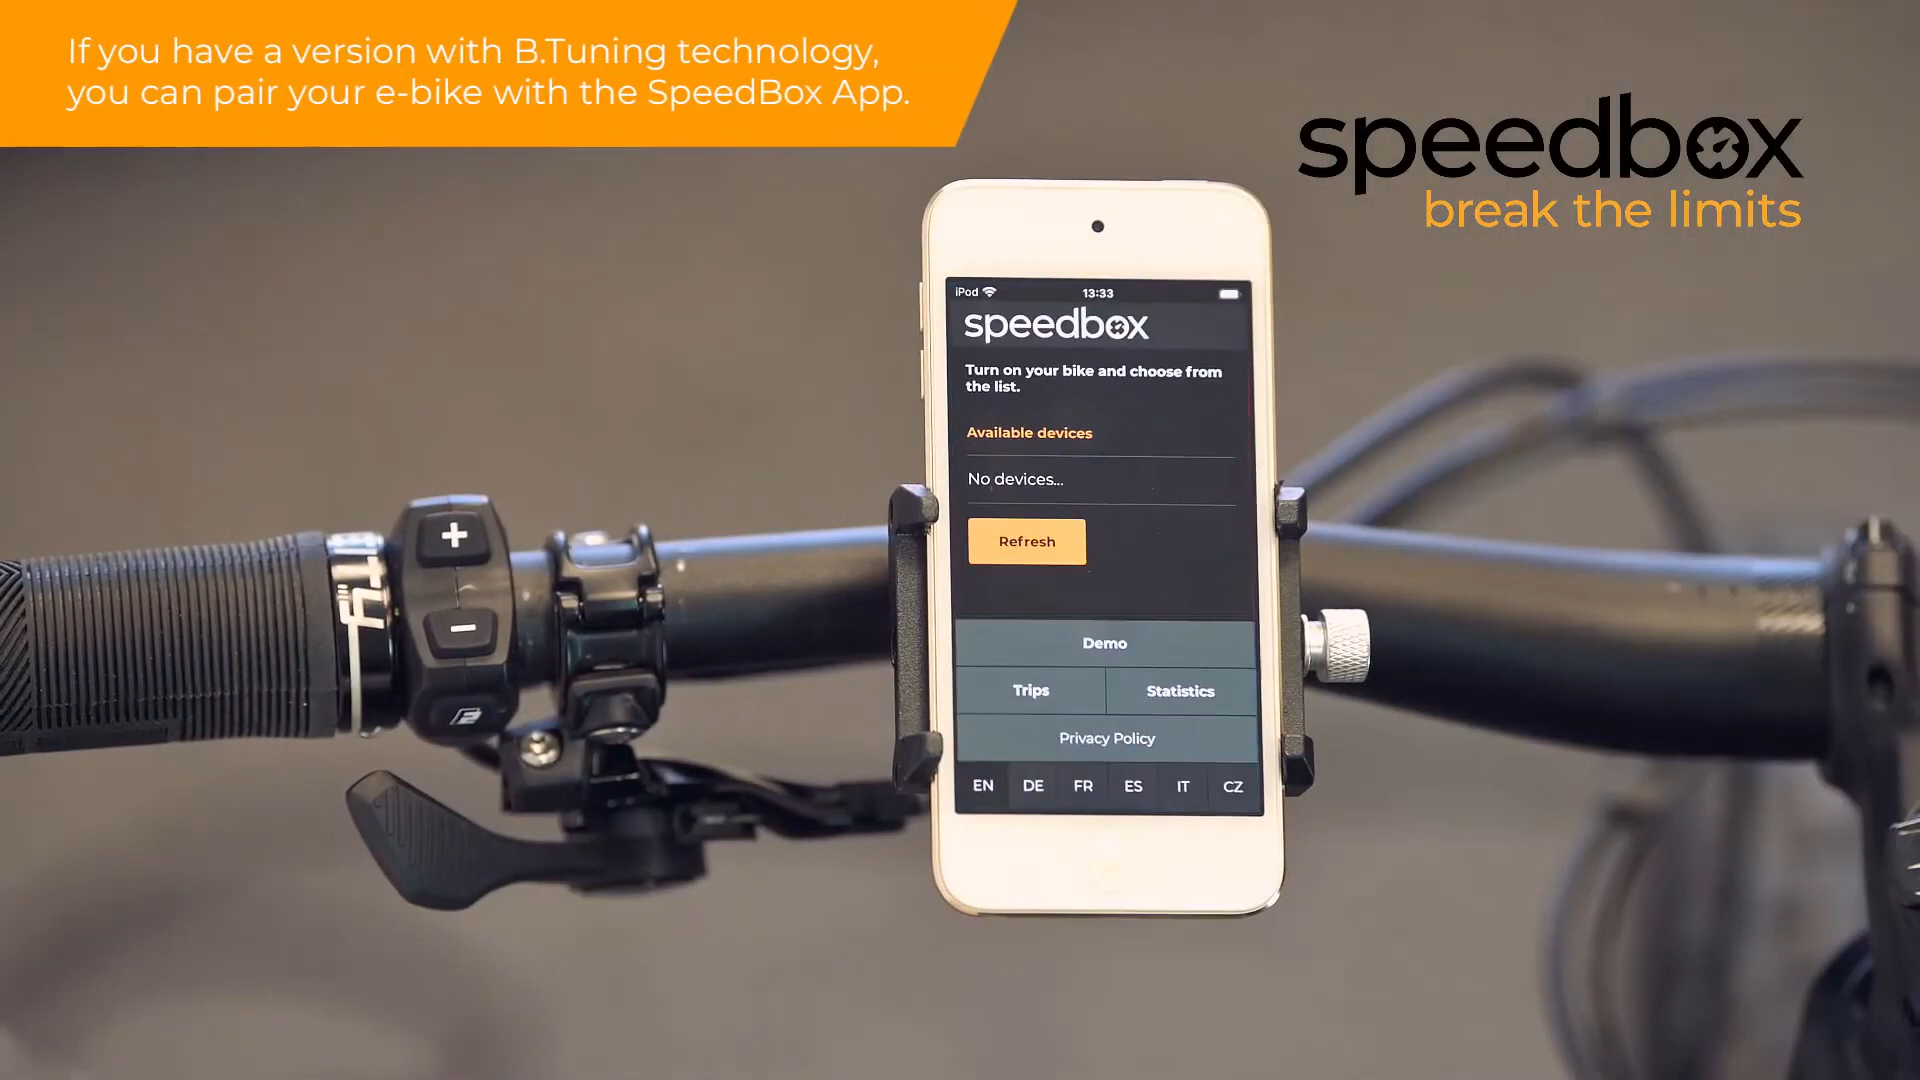 If you have a version with B.Tuning technology,
you can pair your e-bike with the SpeedBox App.
speedbox
break the limits
iPod
13:33
speedbox
Turn on your bike and choose from
the list.
Available devices
No devices...
Refresh
Demo
Trips
Statistics
Privacy Policy
EN DE FR ES IT CZ
+
-